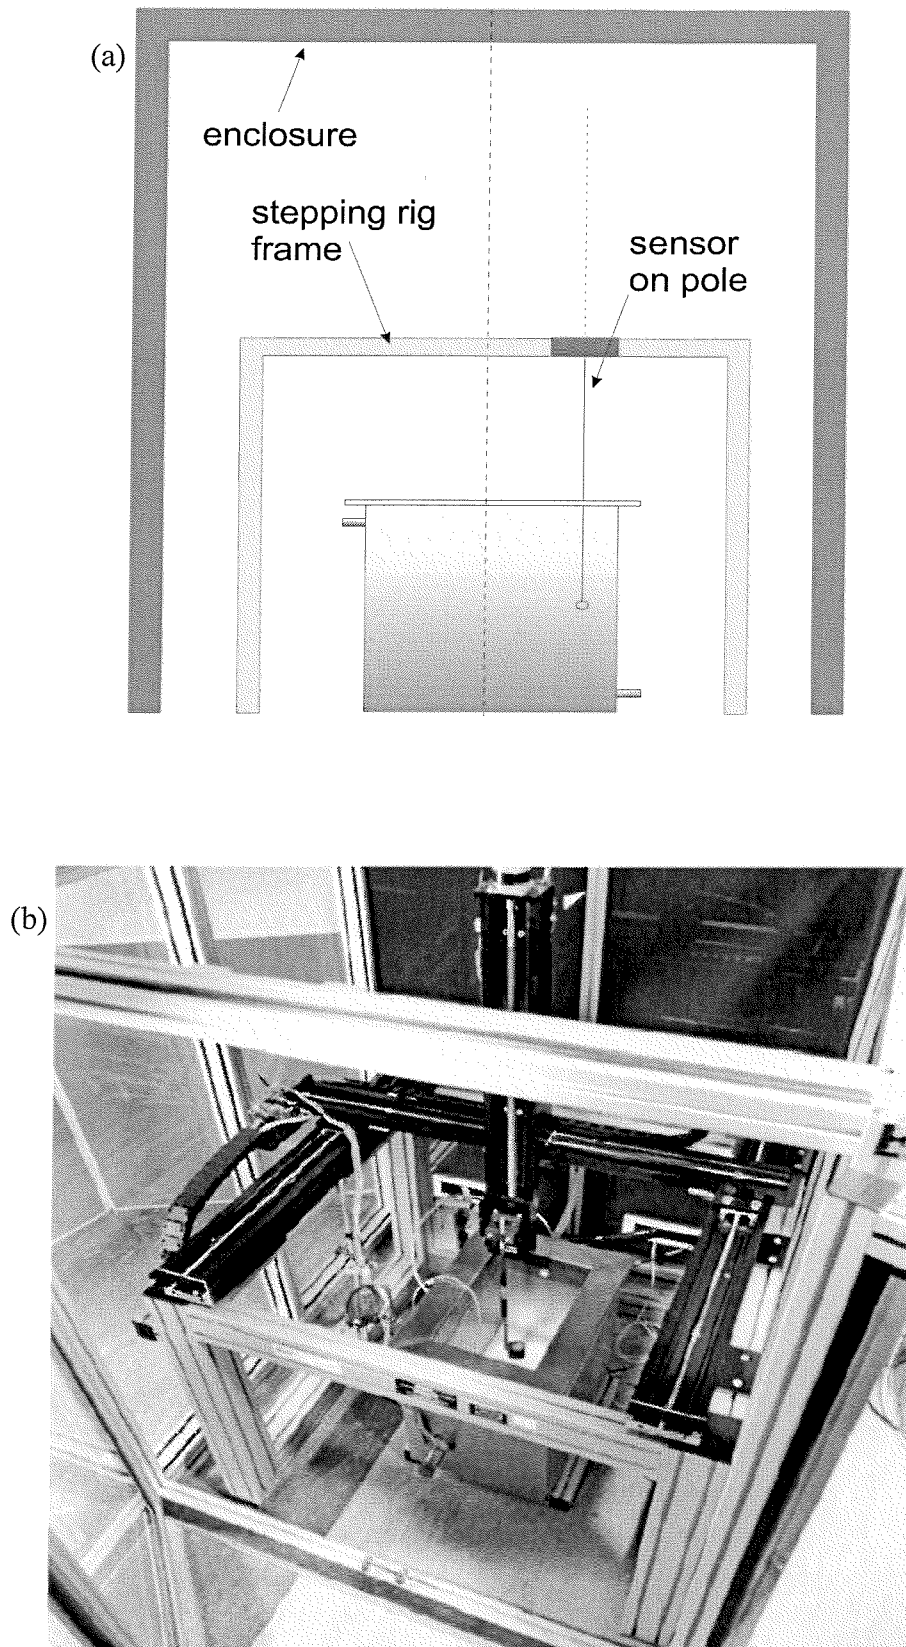 (a)
enclosure
stepping rig
frame
sensor
on pole
(b)